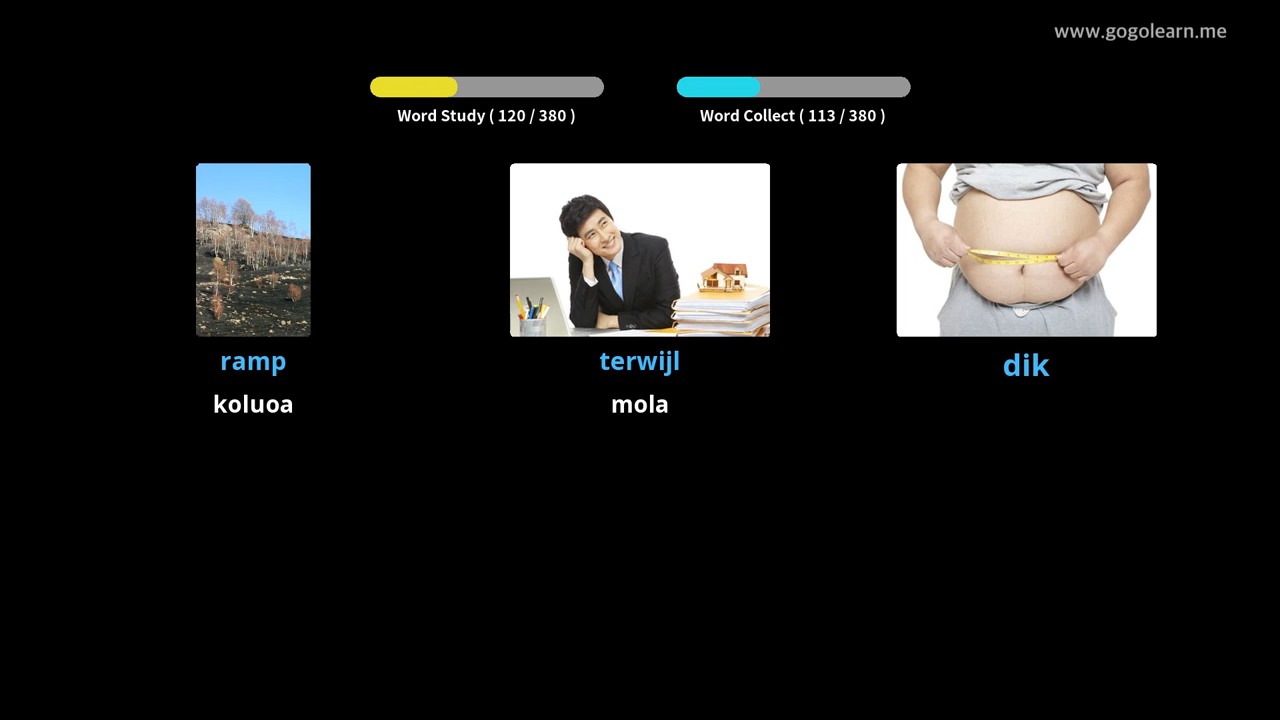 www.gogolearn.me
Word Study ( 120 / 380 )
Word Collect ( 113 / 380 )
ramp
koluoa
terwijl
mola
dik